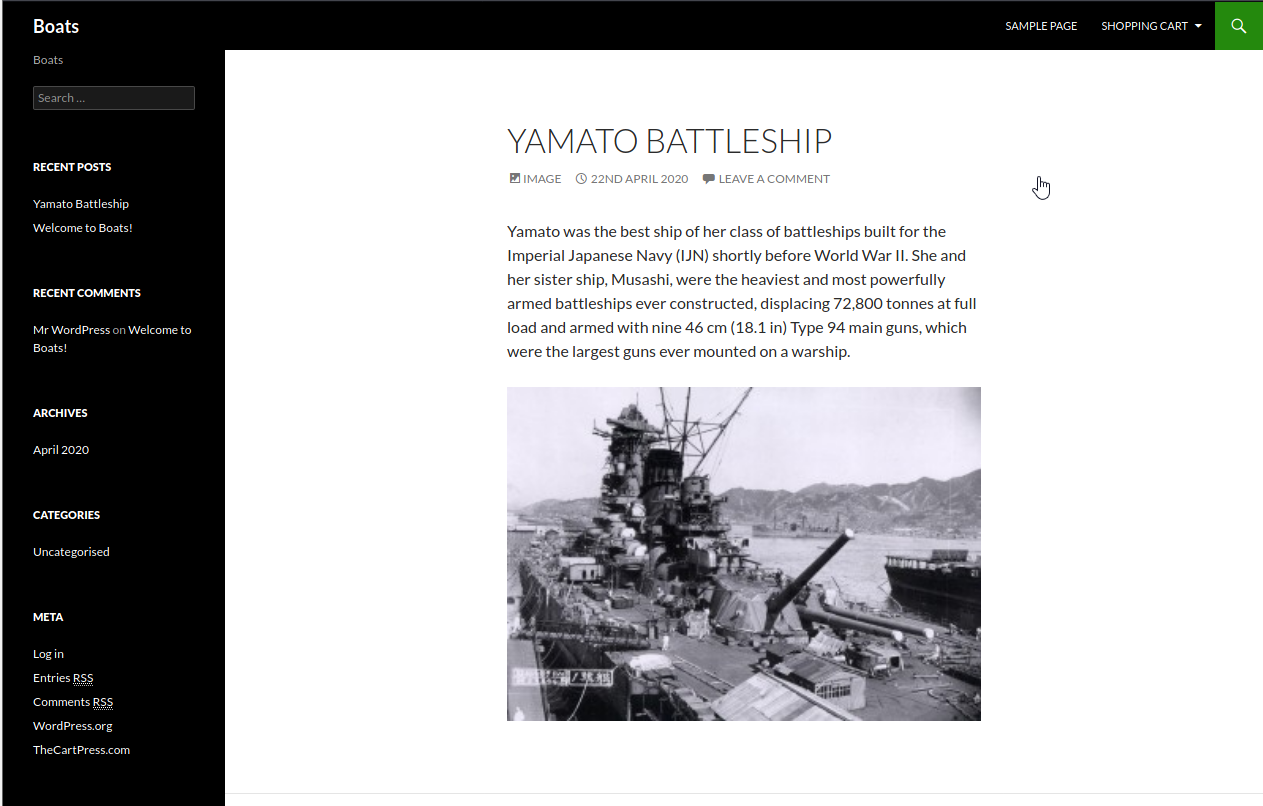 Boats
SAMPLE PAGE
SHOPPING CART
Boats
Search ...
RECENT POSTS
Yamato Battleship
Welcome to Boats!
RECENT COMMENTS
Mr WordPress on Welcome to
Boats!
ARCHIVES
April 2020
CATEGORIES
Uncategorised
META
Log in
Entries RSS
Comments RSS
WordPress.org
TheCartPress.com
YAMATO BATTLESHIP
IMAGE 22ND APRIL 2020 LEAVE A COMMENT
Yamato was the best ship of her class of battleships built for the
Imperial Japanese Navy (IJN) shortly before World War II. She and
her sister ship, Musashi, were the heaviest and most powerfully
armed battleships ever constructed, displacing 72,800 tonnes at full
load and armed with nine 46 cm (18.1 in) Type 94 main guns, which
were the largest guns ever mounted on a warship.